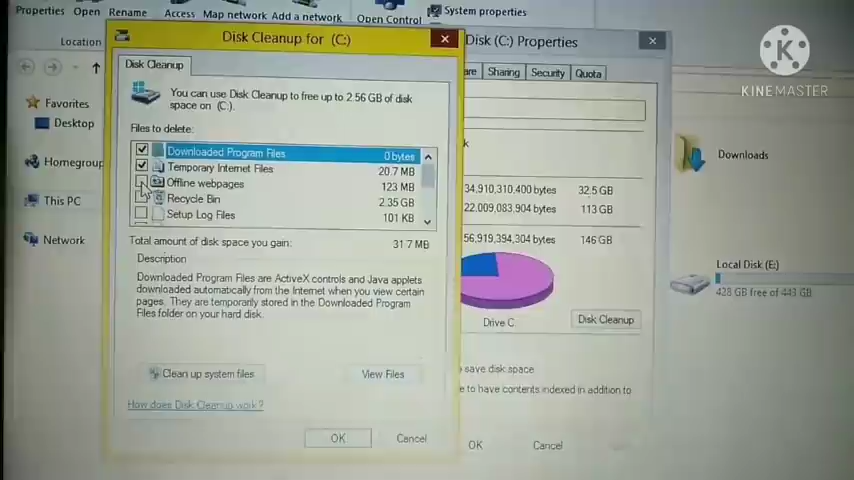 Properties Open Rename Access Map network Add a network Open Control System properties
Location
Disk Cleanup for (C:)
Disk (C:) Properties
KINEMASTER
Disk Cleanup
Sharing Security Quota
You can use Disk Cleanup to free up to 2.56 GB of disk
space on (C:).
Favorites
Desktop
Homegroup
This PC
Network
Files to delete:
Downloaded Program Files 0 bytes
Temporary Internet Files 20.7 MB
Offline webpages 123 MB
Recycle Bin 2.35 GB
Setup Log Files 101 KB
Total amount of disk space you gain: 31.7 MB
Description
Downloaded Program Files are ActiveX controls and Java applets
downloaded automatically from the Internet when you view certain
pages. They are temporarily stored in the Downloaded Program
Files folder on your hard disk.
Clean up system files View Files
How does Disk Cleanup work?
OK Cancel
34,910,310,400 bytes 32.5 GB
22,009,083,904 bytes 113 GB
56,919,394,304 bytes 146 GB
Drive C Disk Cleanup
save disk space
to have contents indexed in addition to
OK Cancel
Downloads
Local Disk (E:)
428 GB free of 443 GB